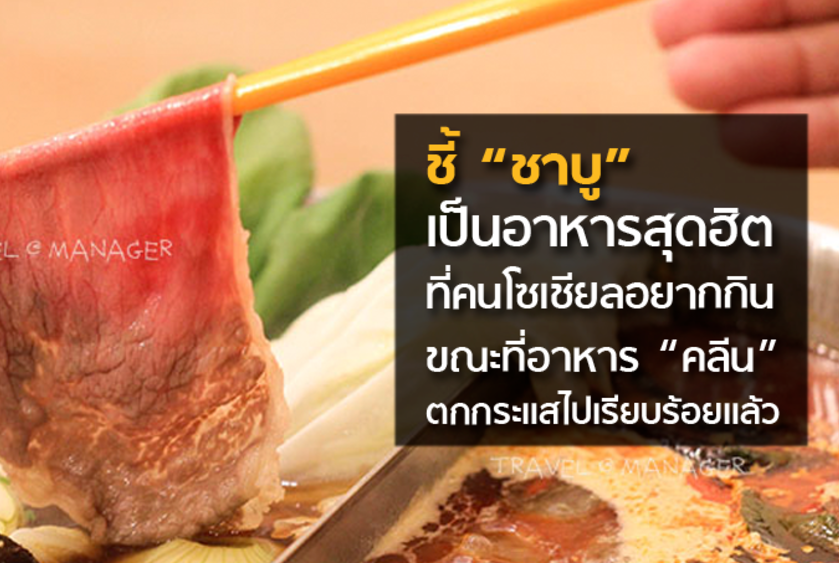 EL @ MANAGER
ชี้ “ชาบู”
เป็นอาหารสุดฮิต
ที่คนโซเชียลอยากกิน
ขณะที่อาหาร “คลีน”
ตกกระแสไปเรียบร้อยแล้ว
TRAVEL @ MANAGER